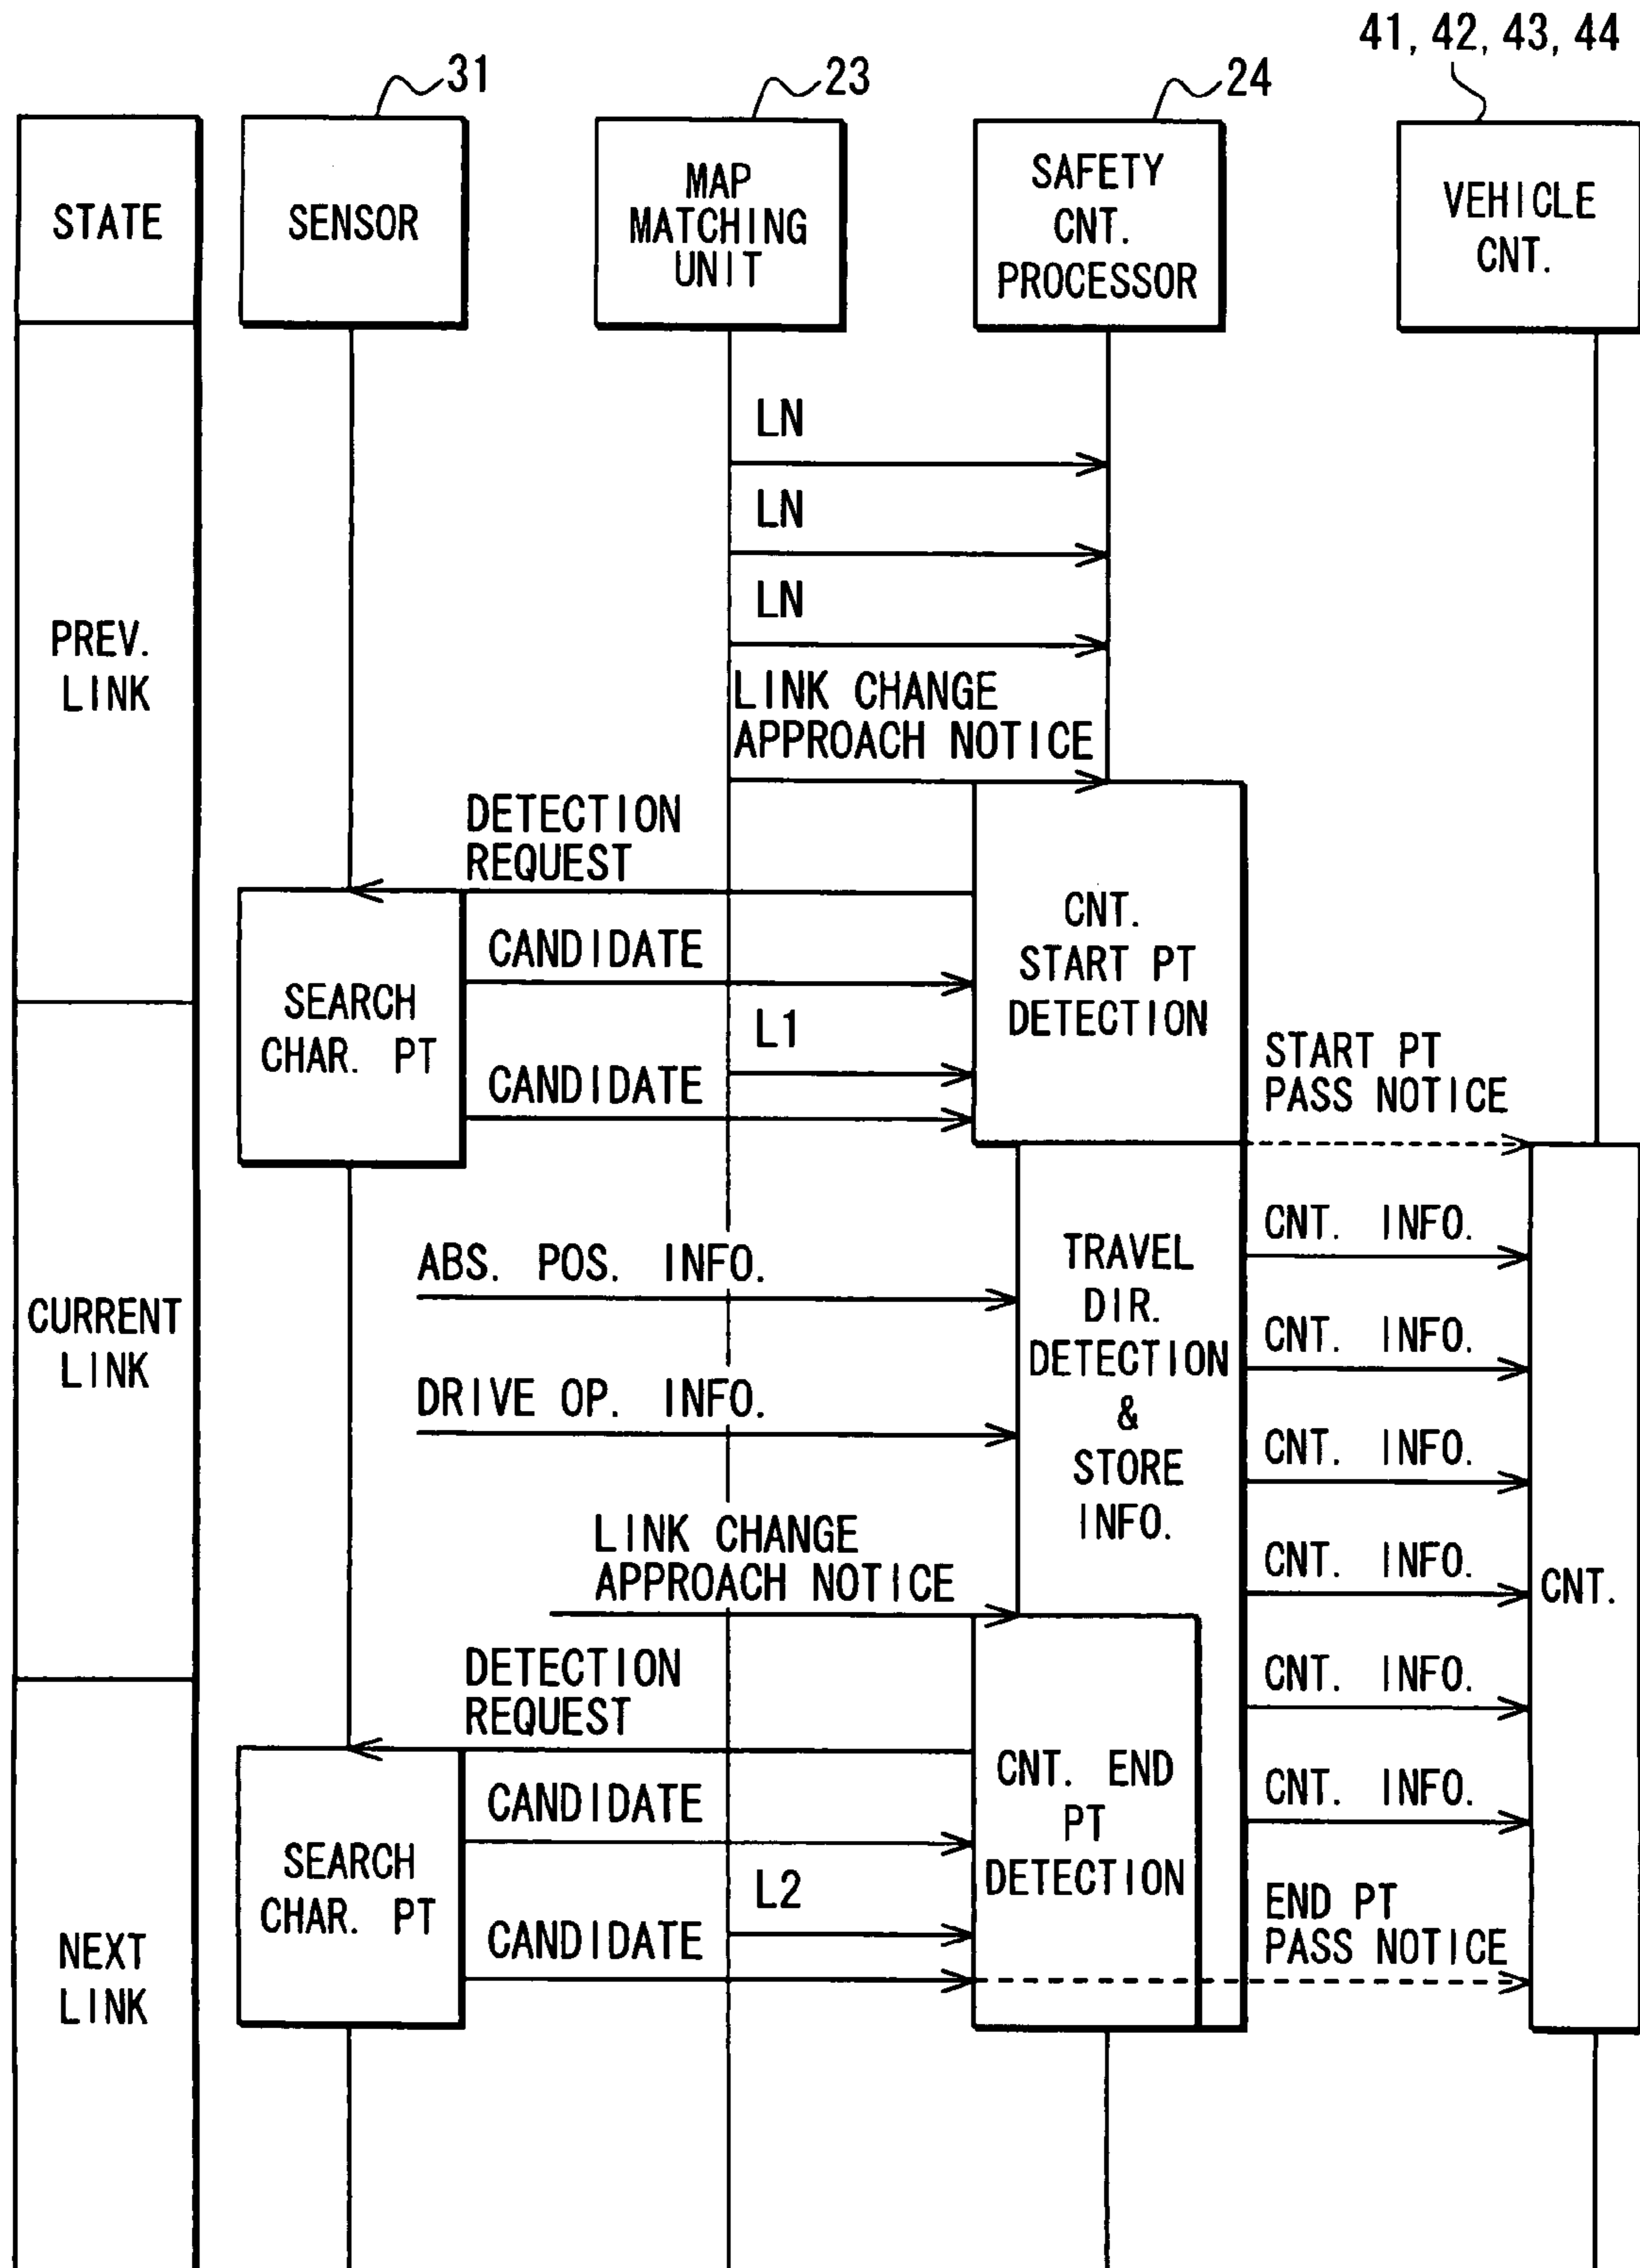 41, 42, 43, 44
31
23
24
STATE
SENSOR
MAP
MATCHING
UNIT
SAFETY
CNT.
PROCESSOR
VEHICLE
CNT.
LN
LN
LN
PREV.
LINK
LINK CHANGE
APPROACH NOTICE
DETECTION
REQUEST
CNT.
START PT
DETECTION
CANDIDATE
SEARCH
CHAR. PT
L1
CANDIDATE
START PT
PASS NOTICE
CNT. INFO.
ABS. POS. INFO.
TRAVEL
DIR.
DETECTION
&
STORE
INFO.
CURRENT
LINK
CNT. INFO.
DRIVE OP. INFO.
CNT. INFO.
LINK CHANGE
APPROACH NOTICE
CNT. INFO.
CNT.
DETECTION
REQUEST
CNT. INFO.
CNT. END
PT
DETECTION
CANDIDATE
CNT. INFO.
SEARCH
CHAR. PT
L2
CANDIDATE
END PT
PASS NOTICE
NEXT
LINK